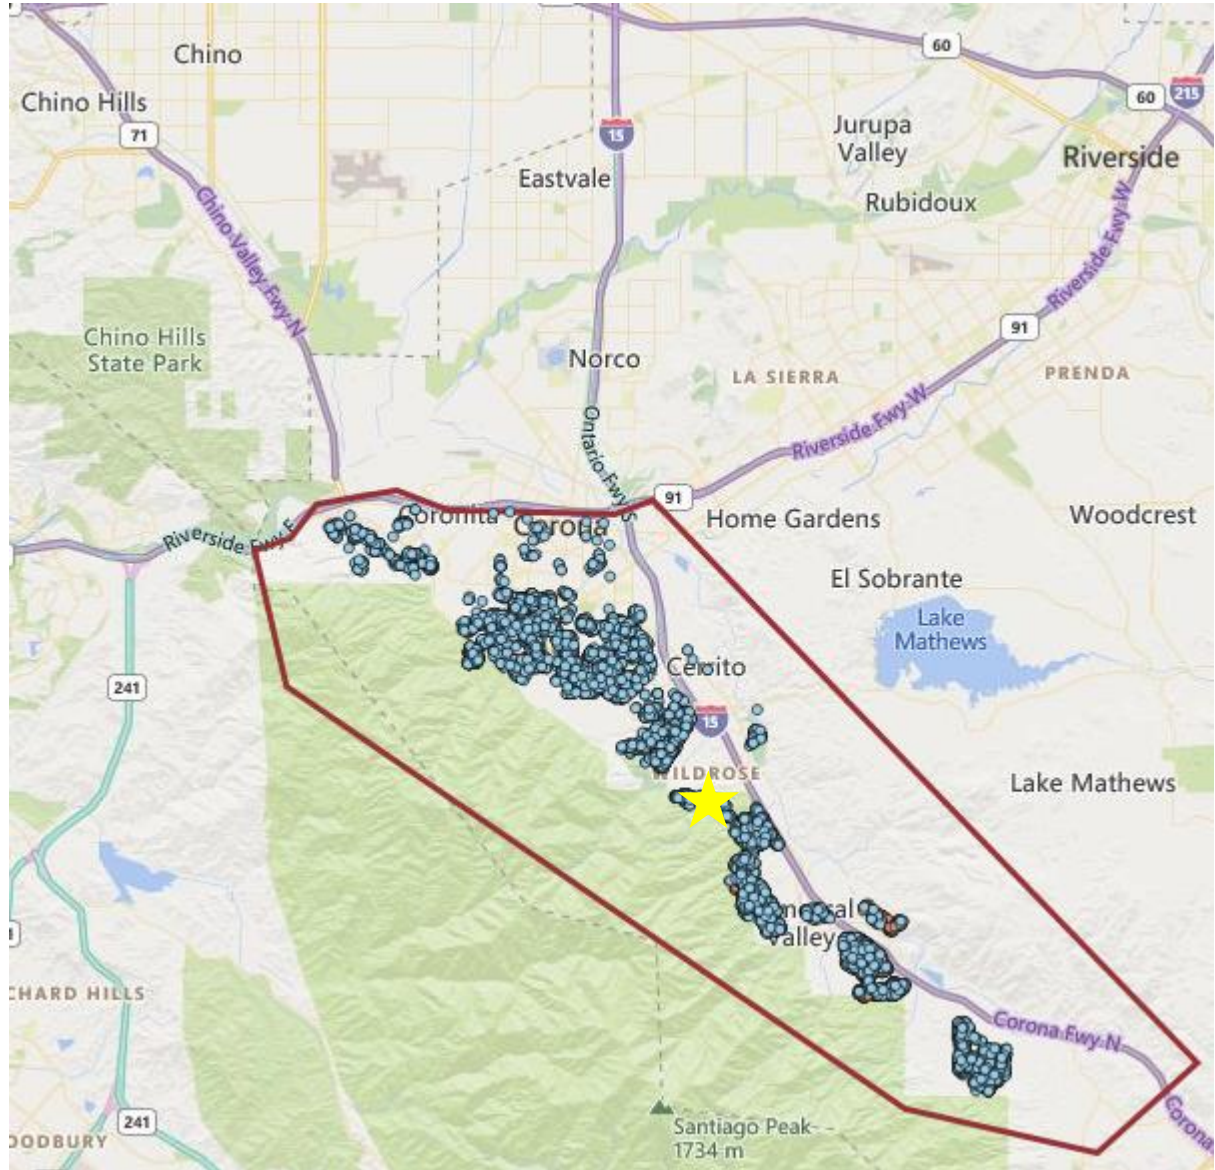 Chino
Chino Hills
71
60
60
215
15
Jurupa
Valley
Riverside
Eastvale
Rubidoux
Chino Valley Fwy N
Riverside Fwy W
Chino Hills
State Park
91
Norco
LA SIERRA
PRENDA
Ontario Fwy S
Riverside Fwy W
91
Riverside Fwy E
Coronita
Corona
Home Gardens
Woodcrest
El Sobrante
Lake
Mathews
Cerrito
241
15
WILDROSE
Lake Mathews
Valley
CHARD HILLS
Corona Fwy N
Santiago Peak
1734 m
241
OODBURY
Corona